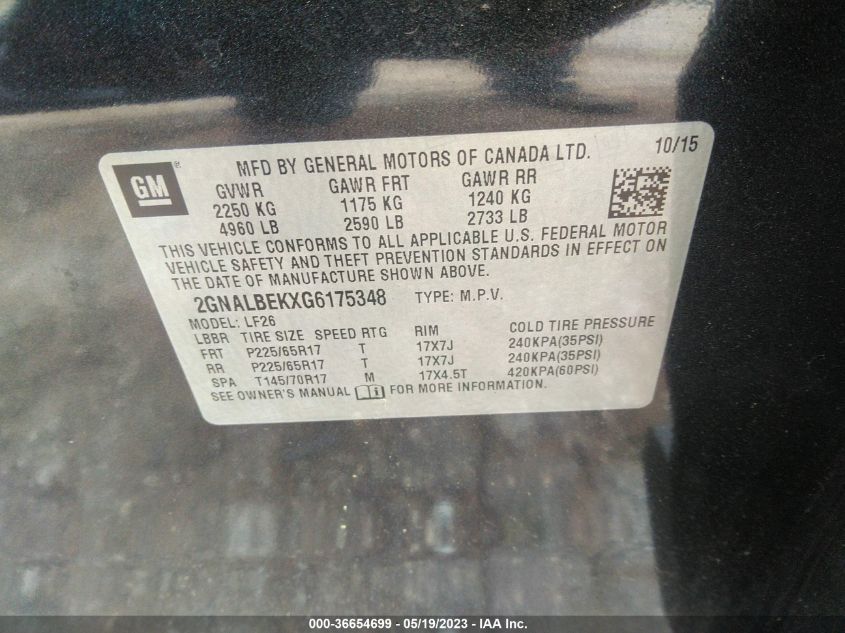 MFD BY GENERAL MOTORS OF CANADA LTD. 10/15
GM ®
GVWR GAWR FRT GAWR RR
2250 KG 1175 KG 1240 KG
4960 LB 2590 LB 2733 LB
THIS VEHICLE CONFORMS TO ALL APPLICABLE U.S. FEDERAL MOTOR
VEHICLE SAFETY AND THEFT PREVENTION STANDARDS IN EFFECT ON
THE DATE OF MANUFACTURE SHOWN ABOVE.
2GNALBEKXG6175348 TYPE: M.P.V.
MODEL: LF26
LBBR TIRE SIZE SPEED RTG RIM COLD TIRE PRESSURE
FRT P225/65R17 T 17X7J 240KPA(35PSI)
RR P225/65R17 T 17X7J 240KPA(35PSI)
SPA T145/70R17 M 17X4.5T 420KPA(60PSI)
SEE OWNER'S MANUAL FOR MORE INFORMATION.
000-36654699 - 05/19/2023 - IAA Inc.